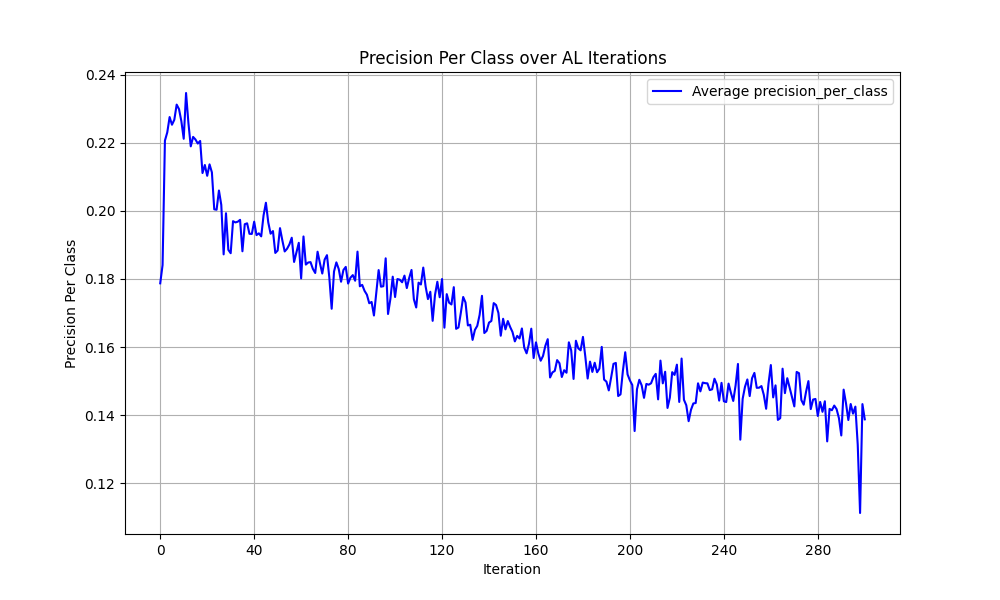 Precision Per Class over AL Iterations
Average precision_per_class
Precision Per Class
0.24
0.22
0.20
0.18
0.16
0.14
0.12
0 40 80 120 160 200 240 280
Iteration